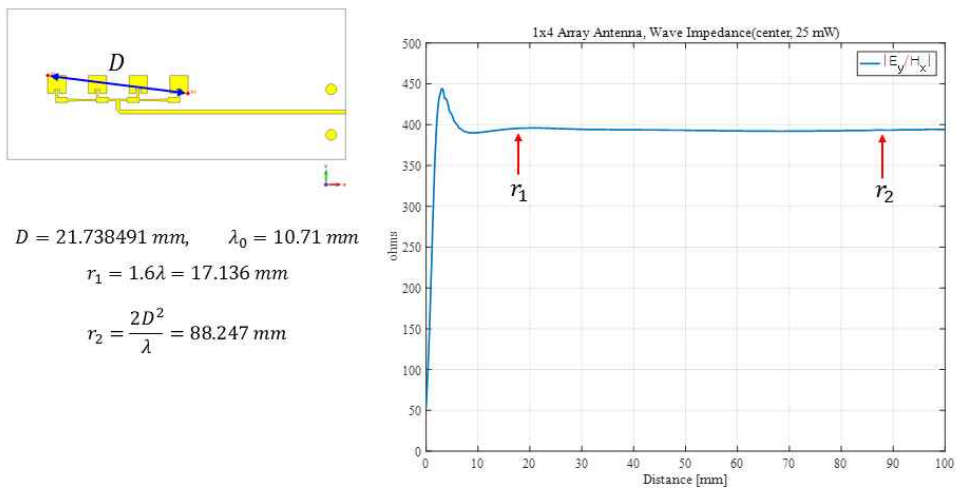 D
D = 21.738491 mm, λ₀ = 10.71 mm
r₁ = 1.6λ = 17.136 mm
r₂ = 2D²/λ = 88.247 mm
1x4 Array Antenna, Wave Impedance(center, 25 mW)
|E_y/H_x|
500
450
400
350
300
250
200
150
100
50
0
ohms
r₁
r₂
0 10 20 30 40 50 60 70 80 90 100
Distance [mm]